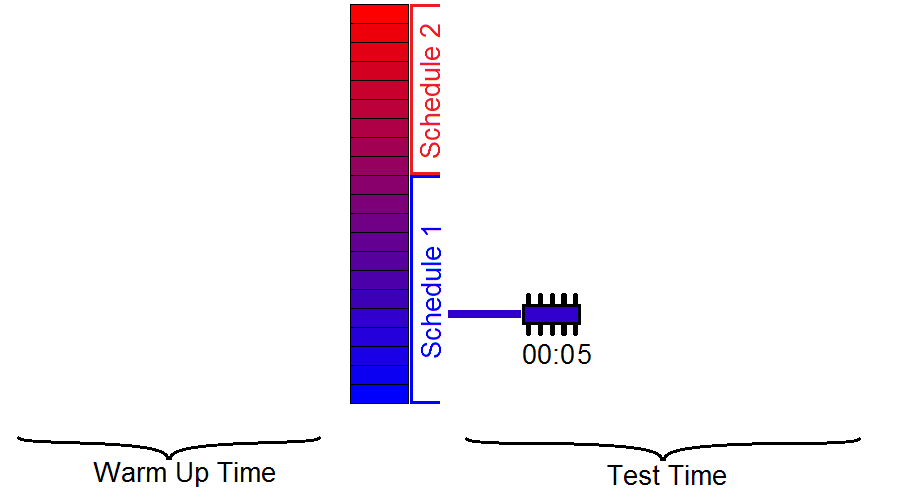 Schedule 2
Schedule 1
00:05
Warm Up Time
Test Time